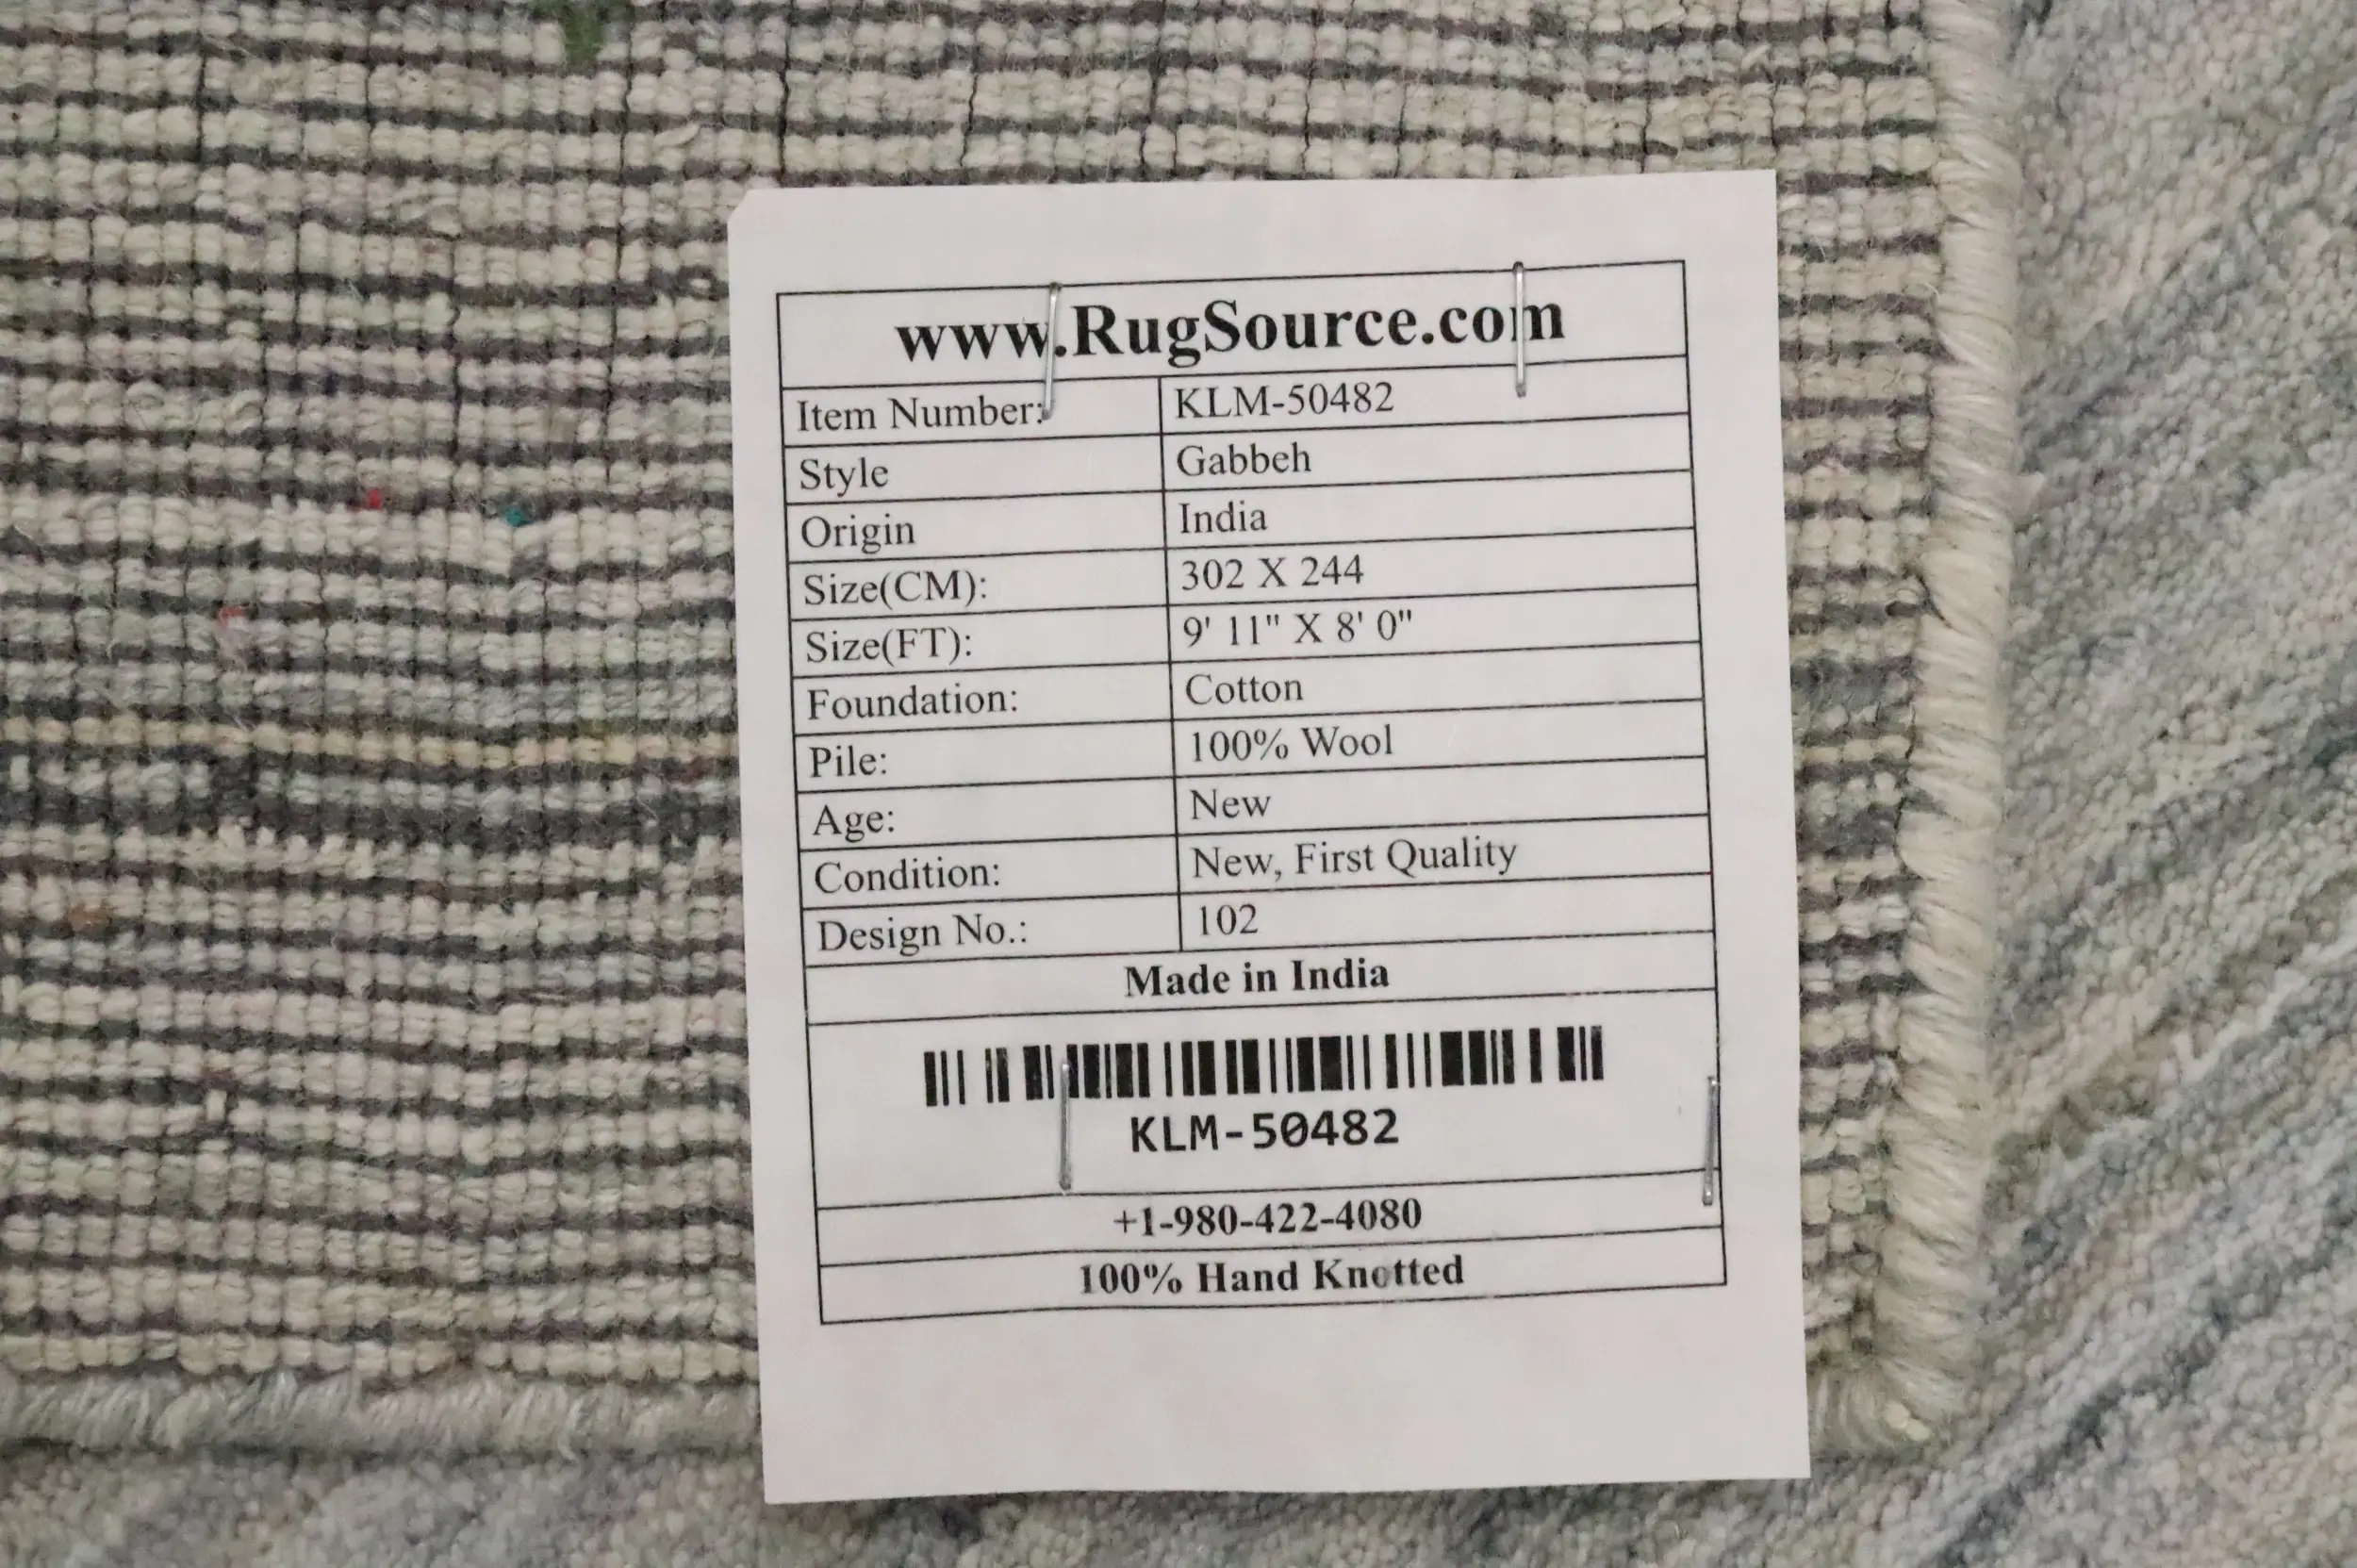 www.RugSource.com
Item Number: KLM-50482
Style Gabbeh
Origin India
Size(CM): 302 X 244
Size(FT): 9' 11" X 8' 0"
Foundation: Cotton
Pile: 100% Wool
Age: New
Condition: New, First Quality
Design No.: 102
Made in India
KLM-50482
+1-980-422-4080
100% Hand Knotted